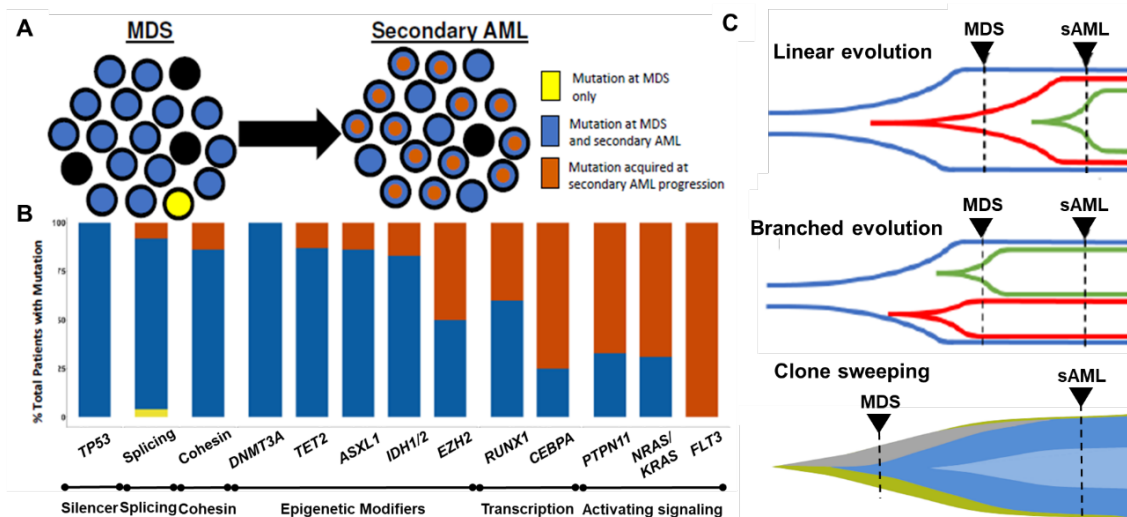 A
MDS
Secondary AML
Mutation at MDS
only
Mutation at MDS
and secondary AML
Mutation acquired at
secondary AML progression
B
% Total Patients with Mutation
100
75
50
25
0
TP53
Splicing
Cohesin
DNMT3A
TET2
ASXL1
IDH1/2
EZH2
RUNX1
CEBPA
PTPN11
NRAS/
KRAS
FLT3
Silencer
Splicing
Cohesin
Epigenetic Modifiers
Transcription
Activating signaling
C
MDS
sAML
Linear evolution
MDS
sAML
Branched evolution
Clone sweeping
MDS
sAML